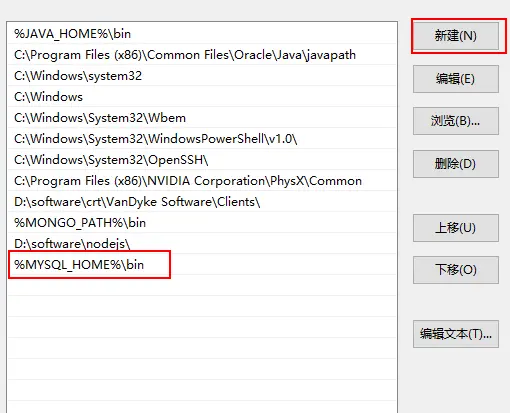 %JAVA_HOME%\bin
C:\Program Files (x86)\Common Files\Oracle\Java\javapath
C:\Windows\system32
C:\Windows
C:\Windows\System32\Wbem
C:\Windows\System32\WindowsPowerShell\v1.0\
C:\Windows\System32\OpenSSH\
C:\Program Files (x86)\NVIDIA Corporation\PhysX\Common
D:\software\crt\VanDyke Software\Clients\
%MONGO_PATH%\bin
D:\software\nodejs\
%MYSQL_HOME%\bin
新建(N)
编辑(E)
浏览(B)...
删除(D)
上移(U)
下移(O)
编辑文本(T)...